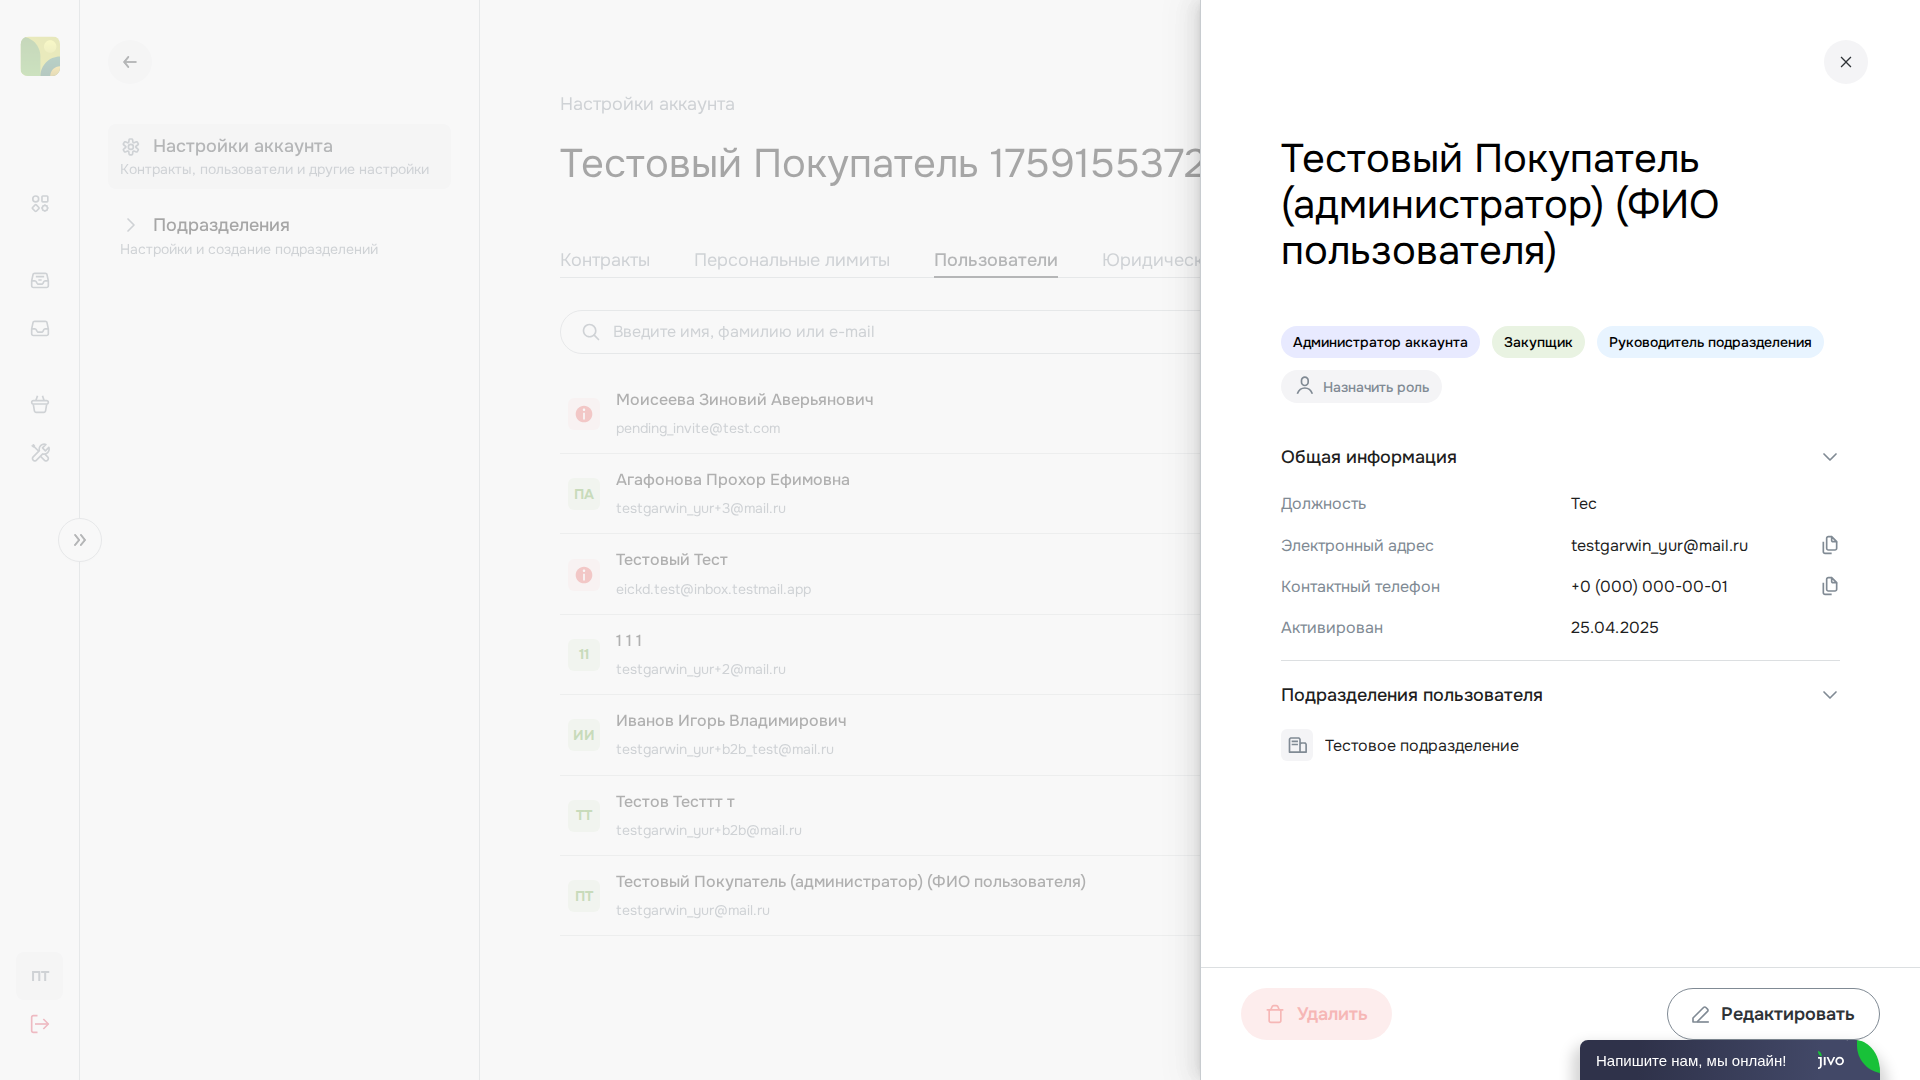 Настройки аккаунта
Контракты, пользователи и другие настройки
Подразделения
Настройки и создание подразделений
ПТ
Настройки аккаунта
Тестовый Покупатель 1759155372
Контракты
Персональные лимиты
Пользователи
Юридическ
Введите имя, фамилию или e-mail
Моисеева Зиновий Аверьянович
pending_invite@test.com
ПА
Агафонова Прохор Ефимовна
testgarwin_yur+3@mail.ru
Тестовый Тест
eickd.test@inbox.testmail.app
11
1 1 1
testgarwin_yur+2@mail.ru
ИИ
Иванов Игорь Владимирович
testgarwin_yur+b2b_test@mail.ru
ТТ
Тестов Тесттт т
testgarwin_yur+b2b@mail.ru
ПТ
Тестовый Покупатель (администратор) (ФИО пользователя)
testgarwin_yur@mail.ru
Тестовый Покупатель
(администратор) (ФИО
пользователя)
Администратор аккаунта
Закупщик
Руководитель подразделения
Назначить роль
Общая информация
Должность
Тес
Электронный адрес
testgarwin_yur@mail.ru
Контактный телефон
+0 (000) 000-00-01
Активирован
25.04.2025
Подразделения пользователя
Тестовое подразделение
Удалить
Редактировать
Напишите нам, мы онлайн!
jivo